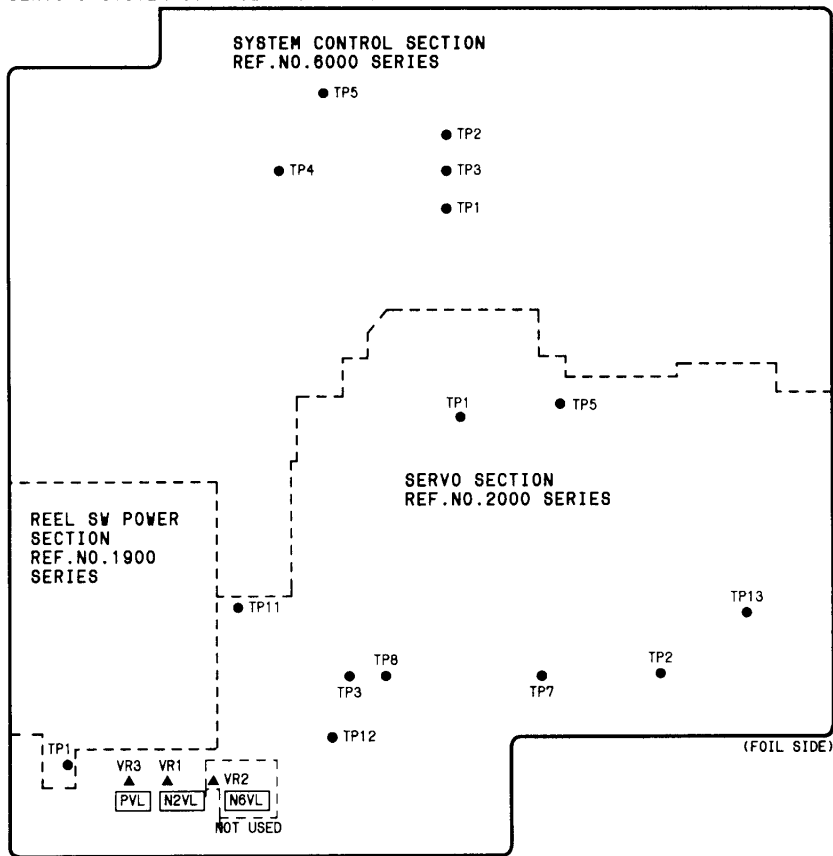 SYSTEM CONTROL SECTION
REF.NO.6000 SERIES
TP5
TP2
TP4
TP3
TP1
TP1
TP5
SERVO SECTION
REF.NO.2000 SERIES
REEL SW POWER
SECTION
REF.NO.1900
SERIES
TP11
TP13
TP3
TP8
TP7
TP2
TP12
(FOIL SIDE)
TP1
VR3
VR1
VR2
PVL
N2VL
N6VL
NOT USED